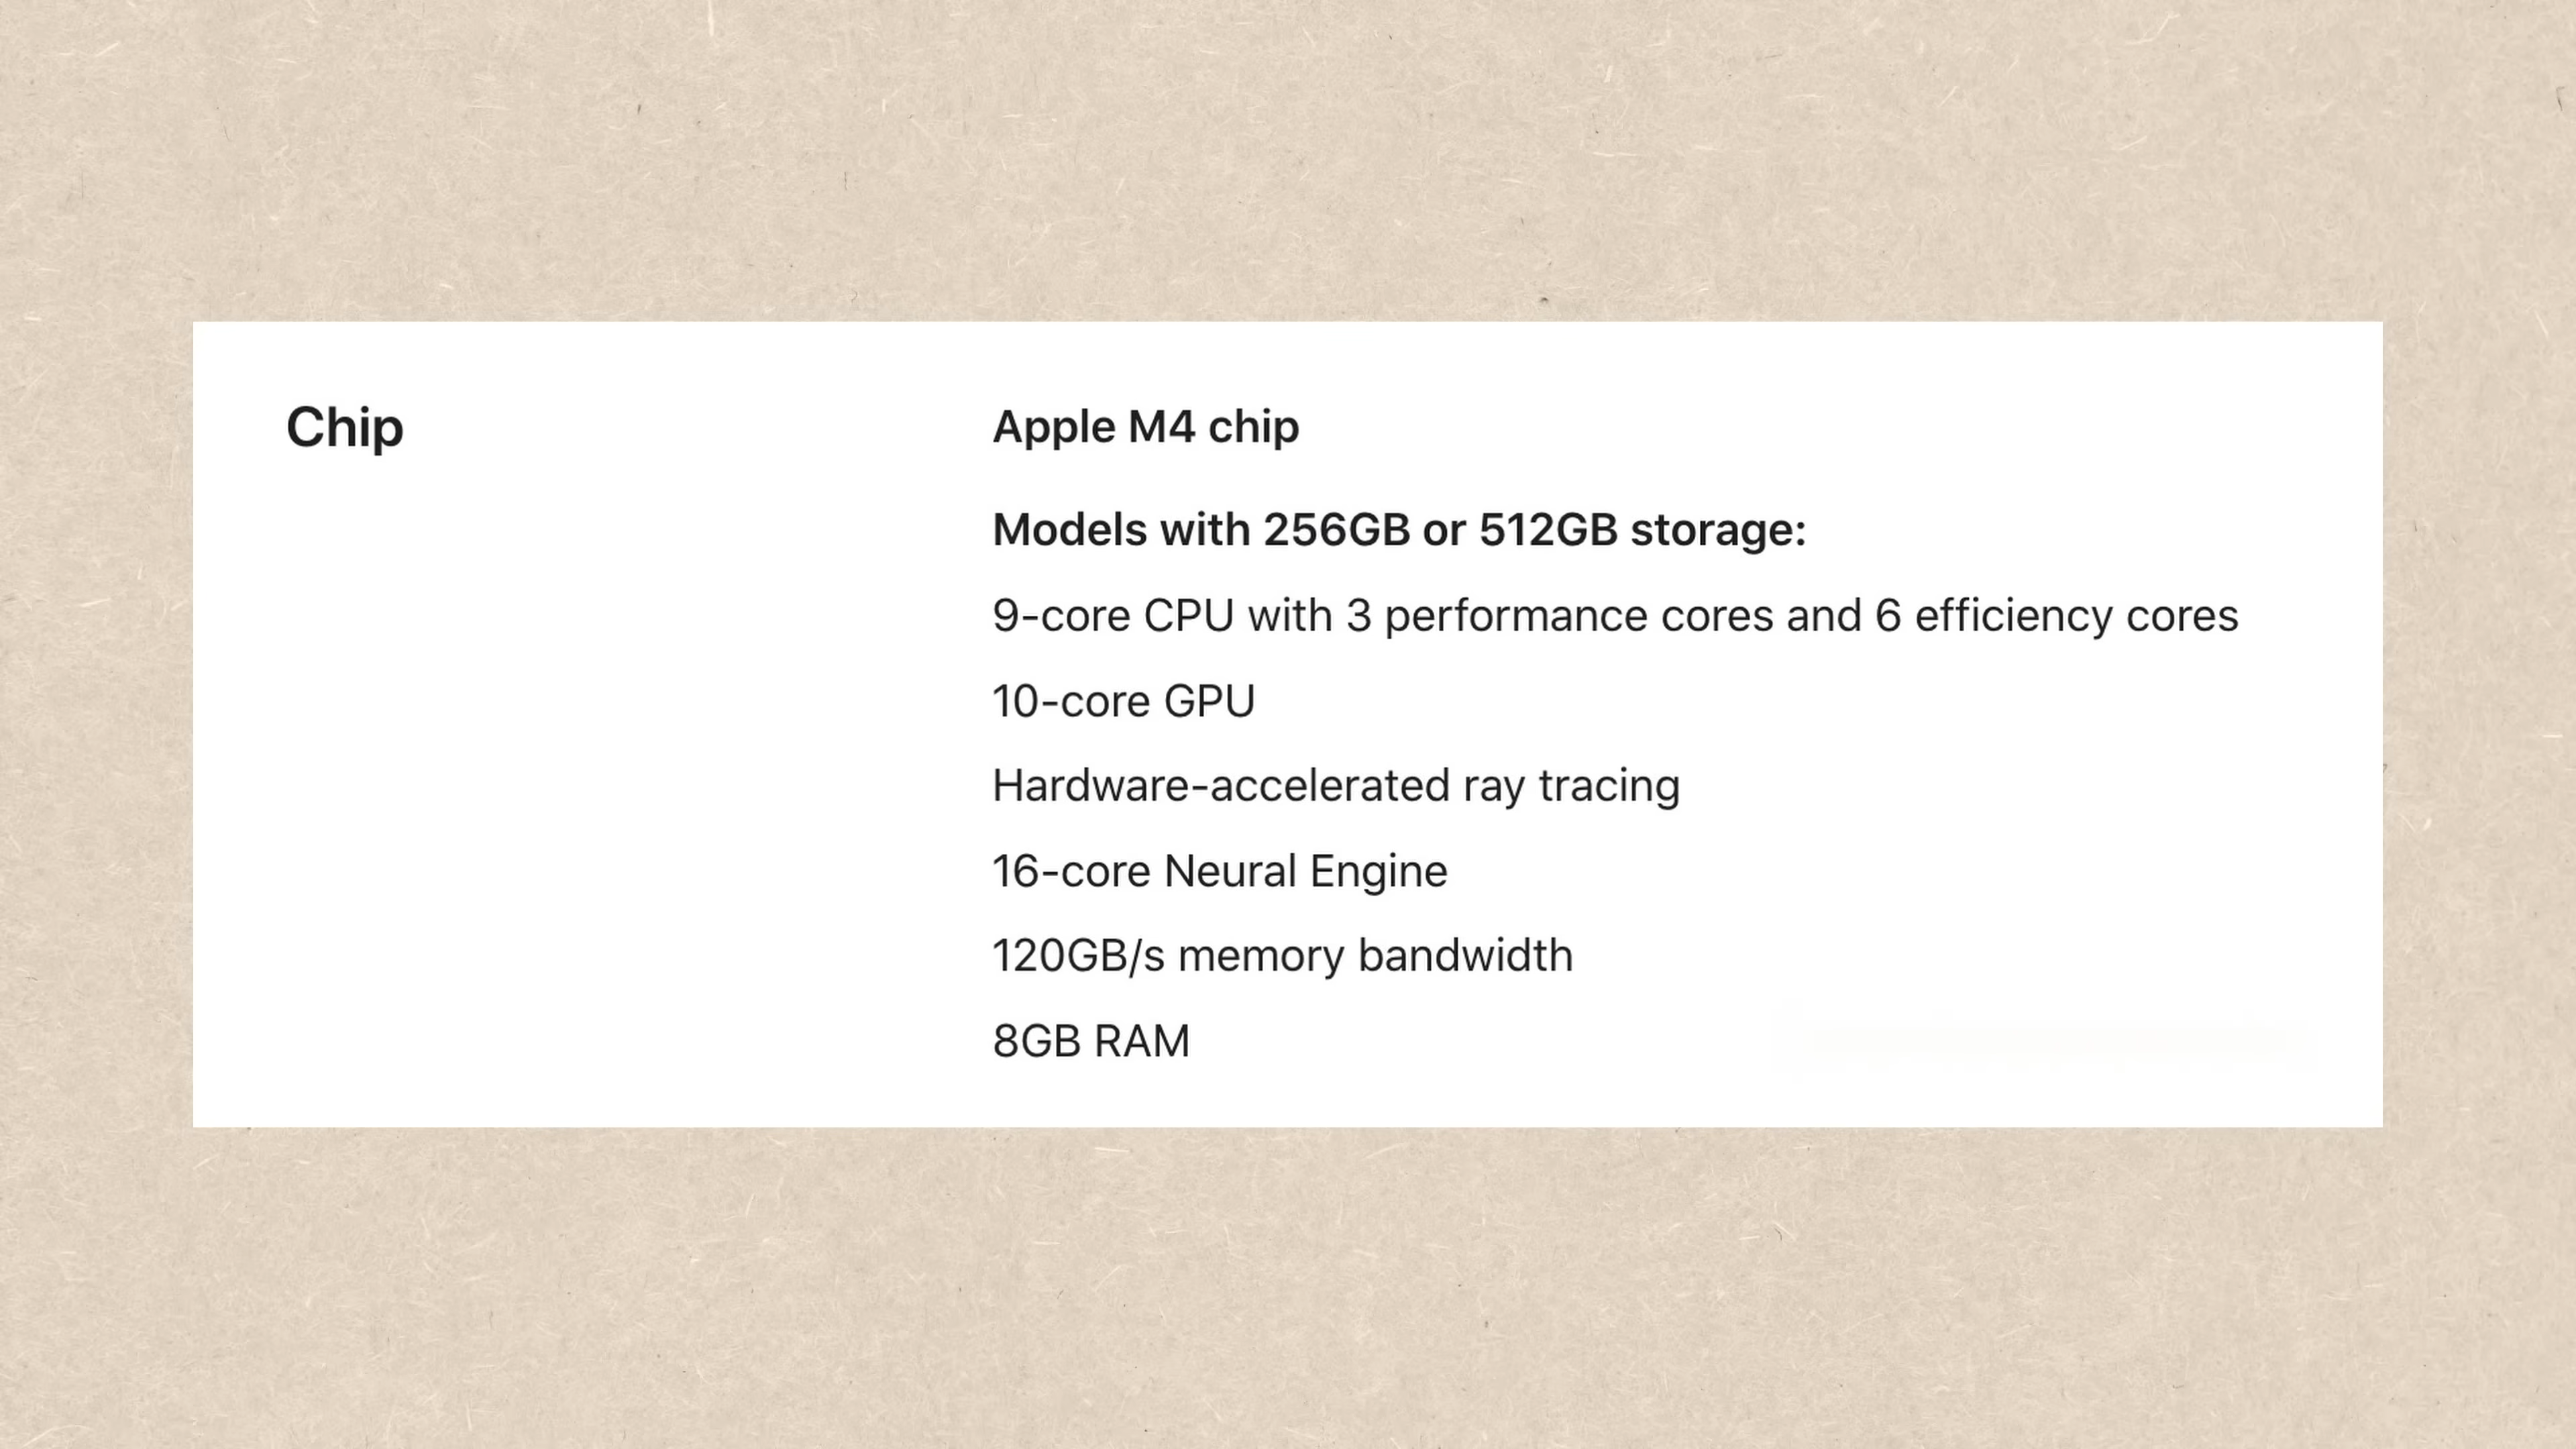 Chip
Apple M4 chip
Models with 256GB or 512GB storage:
9-core CPU with 3 performance cores and 6 efficiency cores
10-core GPU
Hardware-accelerated ray tracing
16-core Neural Engine
120GB/s memory bandwidth
8GB RAM